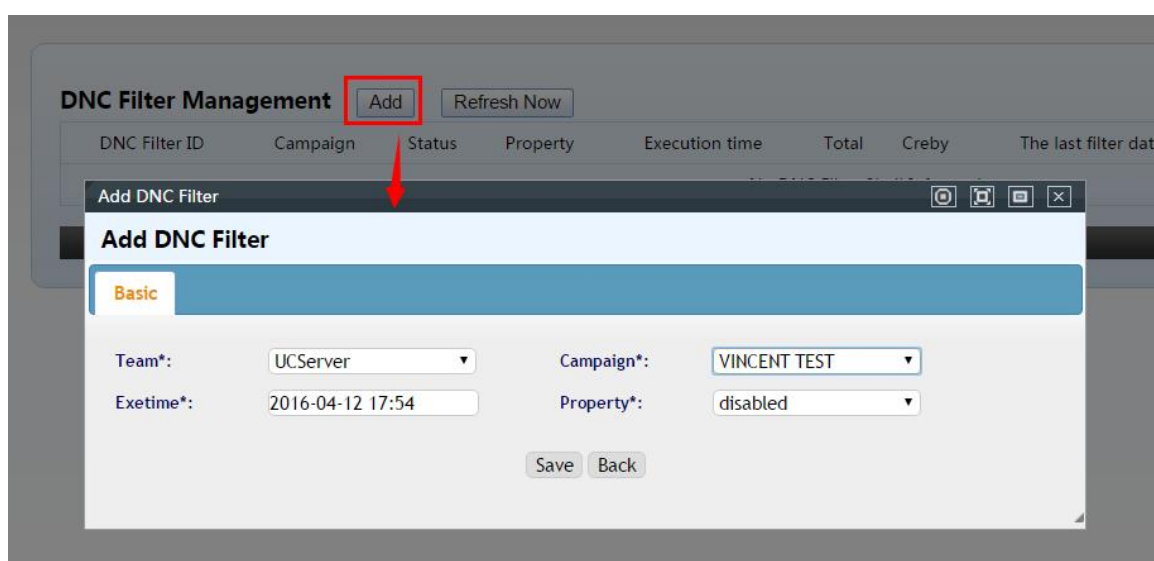 DNC Filter Management Add Refresh Now
DNC Filter ID Campaign Status Property Execution time Total Creby The last filter dat
Add DNC Filter
Add DNC Filter
Basic
Team*: UCServer Campaign*: VINCENT TEST
Exetime*: 2016-04-12 17:54 Property*: disabled
Save Back